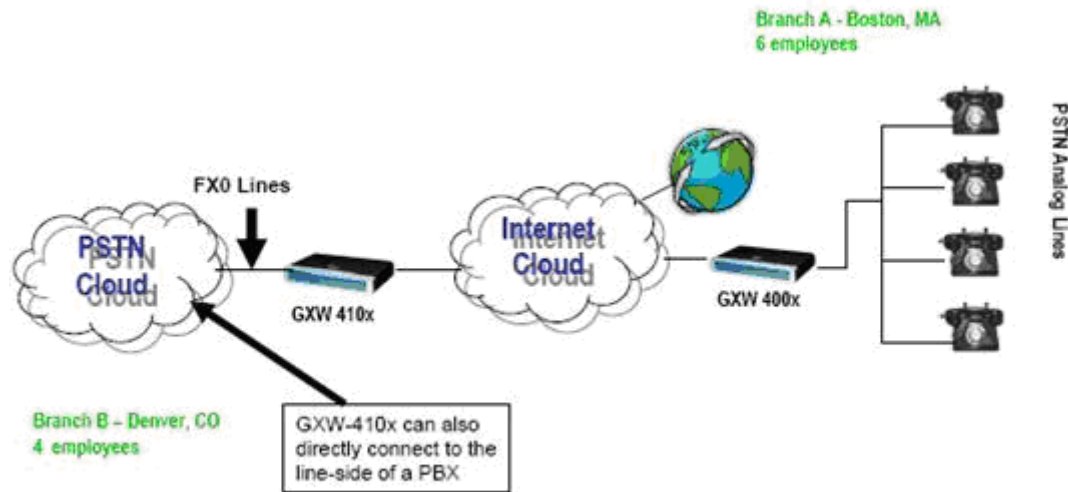 Branch A - Boston, MA
6 employees
PSTN Analog Lines
FX0 Lines
PSTN
Cloud
Internet
Cloud
GXW 410x
GXW 400x
Branch B – Denver, CO
4 employees
GXW-410x can also
directly connect to the
line-side of a PBX